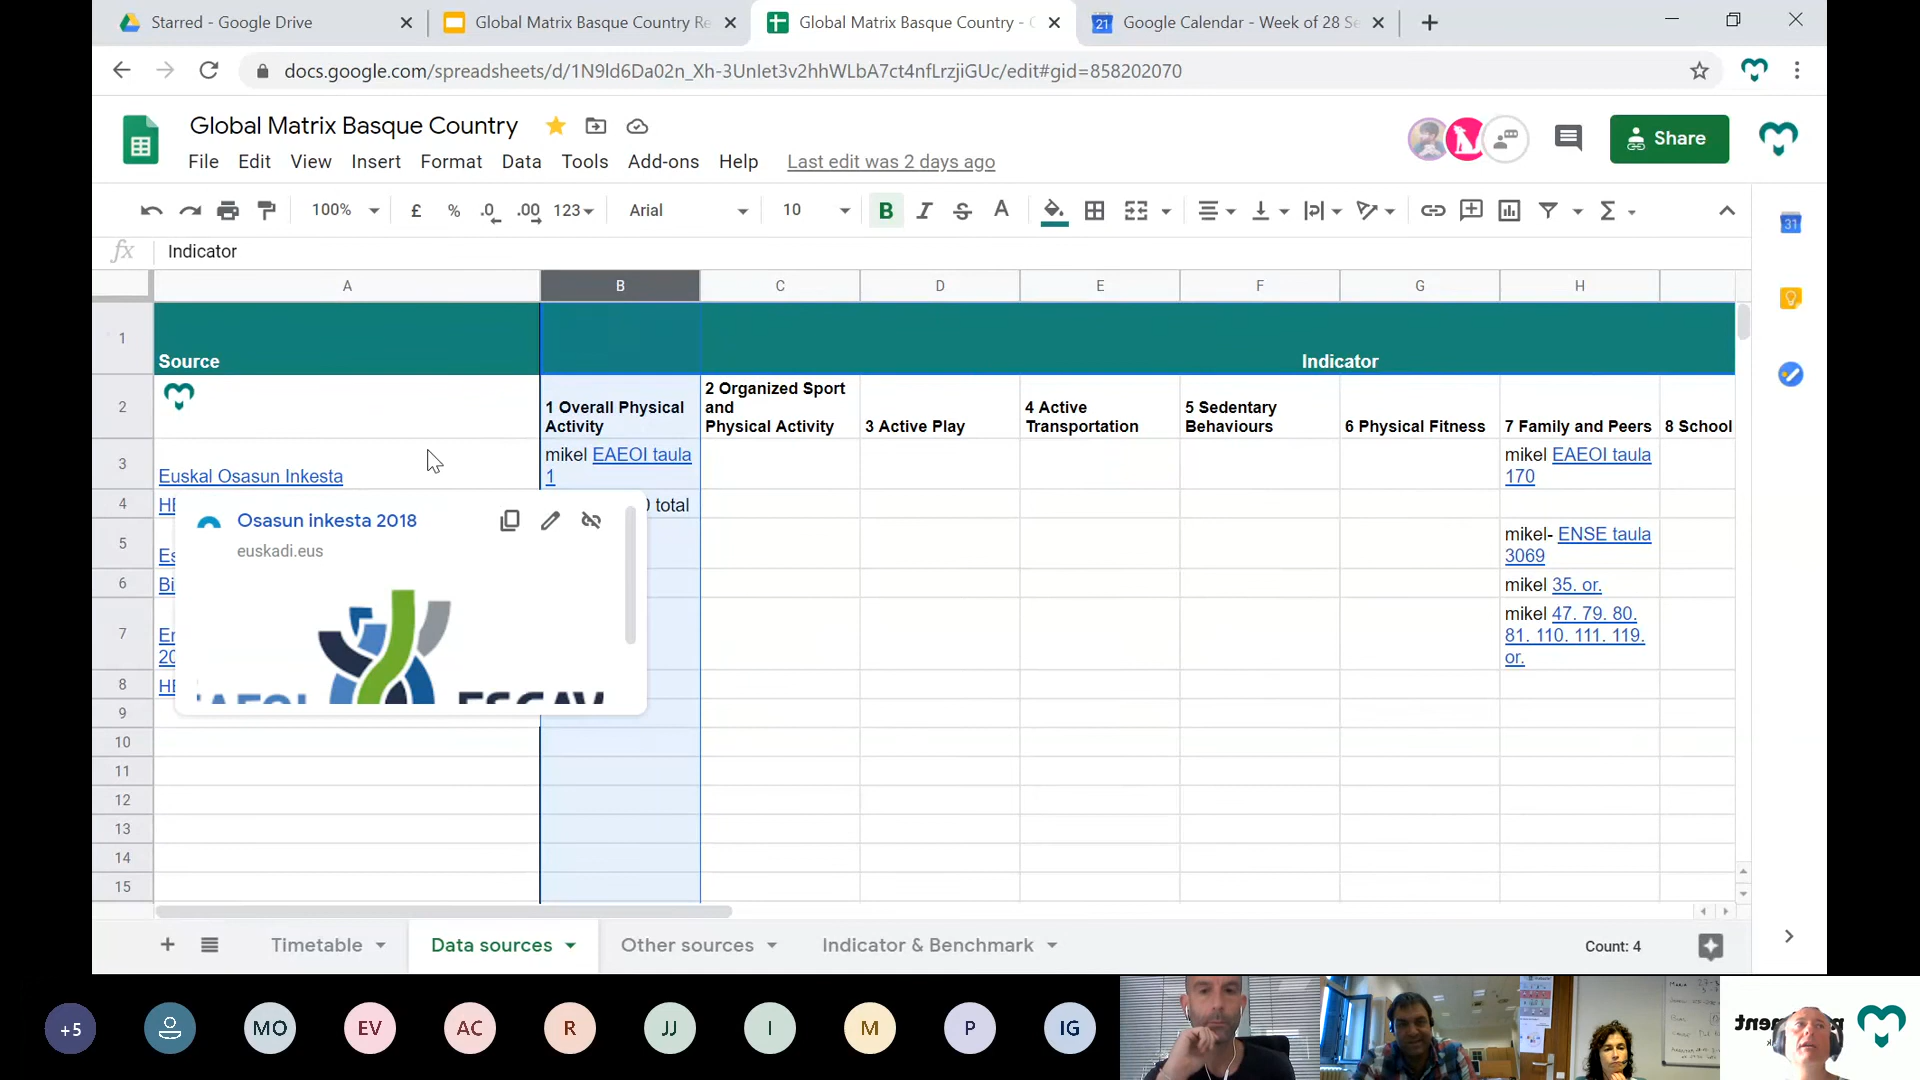 Starred - Google Drive
Global Matrix Basque Country Re
Global Matrix Basque Country -
Google Calendar - Week of 28 Se
docs.google.com/spreadsheets/d/1N9ld6Da02n_Xh-3UnIet3v2hhWLbA7ct4nfLrzjiGUc/edit#gid=858202070
Global Matrix Basque Country
Share
File Edit View Insert Format Data Tools Add-ons Help Last edit was 2 days ago
100% £ % .0 .00 123 Arial 10 B I S A Σ
31
fx Indicator
A B C D E F G H
1 Source Indicator
2 1 Overall Physical Activity
2 Organized Sport and Physical Activity
3 Active Play
4 Active Transportation
5 Sedentary Behaviours
6 Physical Fitness
7 Family and Peers
8 School
3 Euskal Osasun Inkesta
mikel EAEOI taula 1
mikel EAEOI taula 170
4 total
5 Es
mikel- ENSE taula 3069
6 Bi
mikel 35. or.
7 20
mikel 47. 79. 80. 81. 110. 111. 119. or.
8
9
10
11
12
13
14
15
Osasun inkesta 2018
euskadi.eus
Timetable Data sources Other sources Indicator & Benchmark Count: 4
+5 MO EV AC R JJ I M P IG